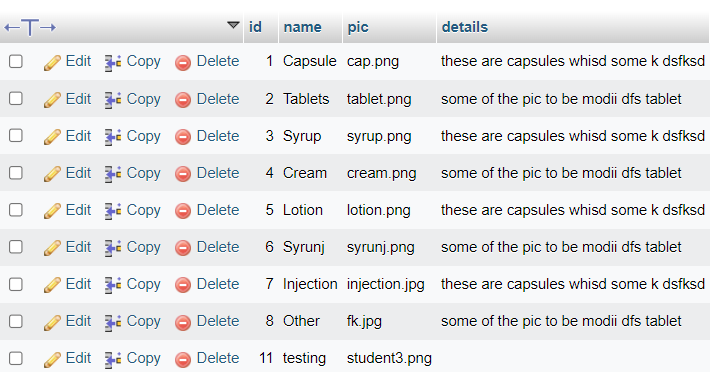 ←T→ id name pic details
Edit Copy Delete 1 Capsule cap.png these are capsules whisd some k dsfksd
Edit Copy Delete 2 Tablets tablet.png some of the pic to be modii dfs tablet
Edit Copy Delete 3 Syrup syrup.png these are capsules whisd some k dsfksd
Edit Copy Delete 4 Cream cream.png some of the pic to be modii dfs tablet
Edit Copy Delete 5 Lotion lotion.png these are capsules whisd some k dsfksd
Edit Copy Delete 6 Syrunj syrunj.png some of the pic to be modii dfs tablet
Edit Copy Delete 7 Injection injection.jpg these are capsules whisd some k dsfksd
Edit Copy Delete 8 Other fk.jpg some of the pic to be modii dfs tablet
Edit Copy Delete 11 testing student3.png